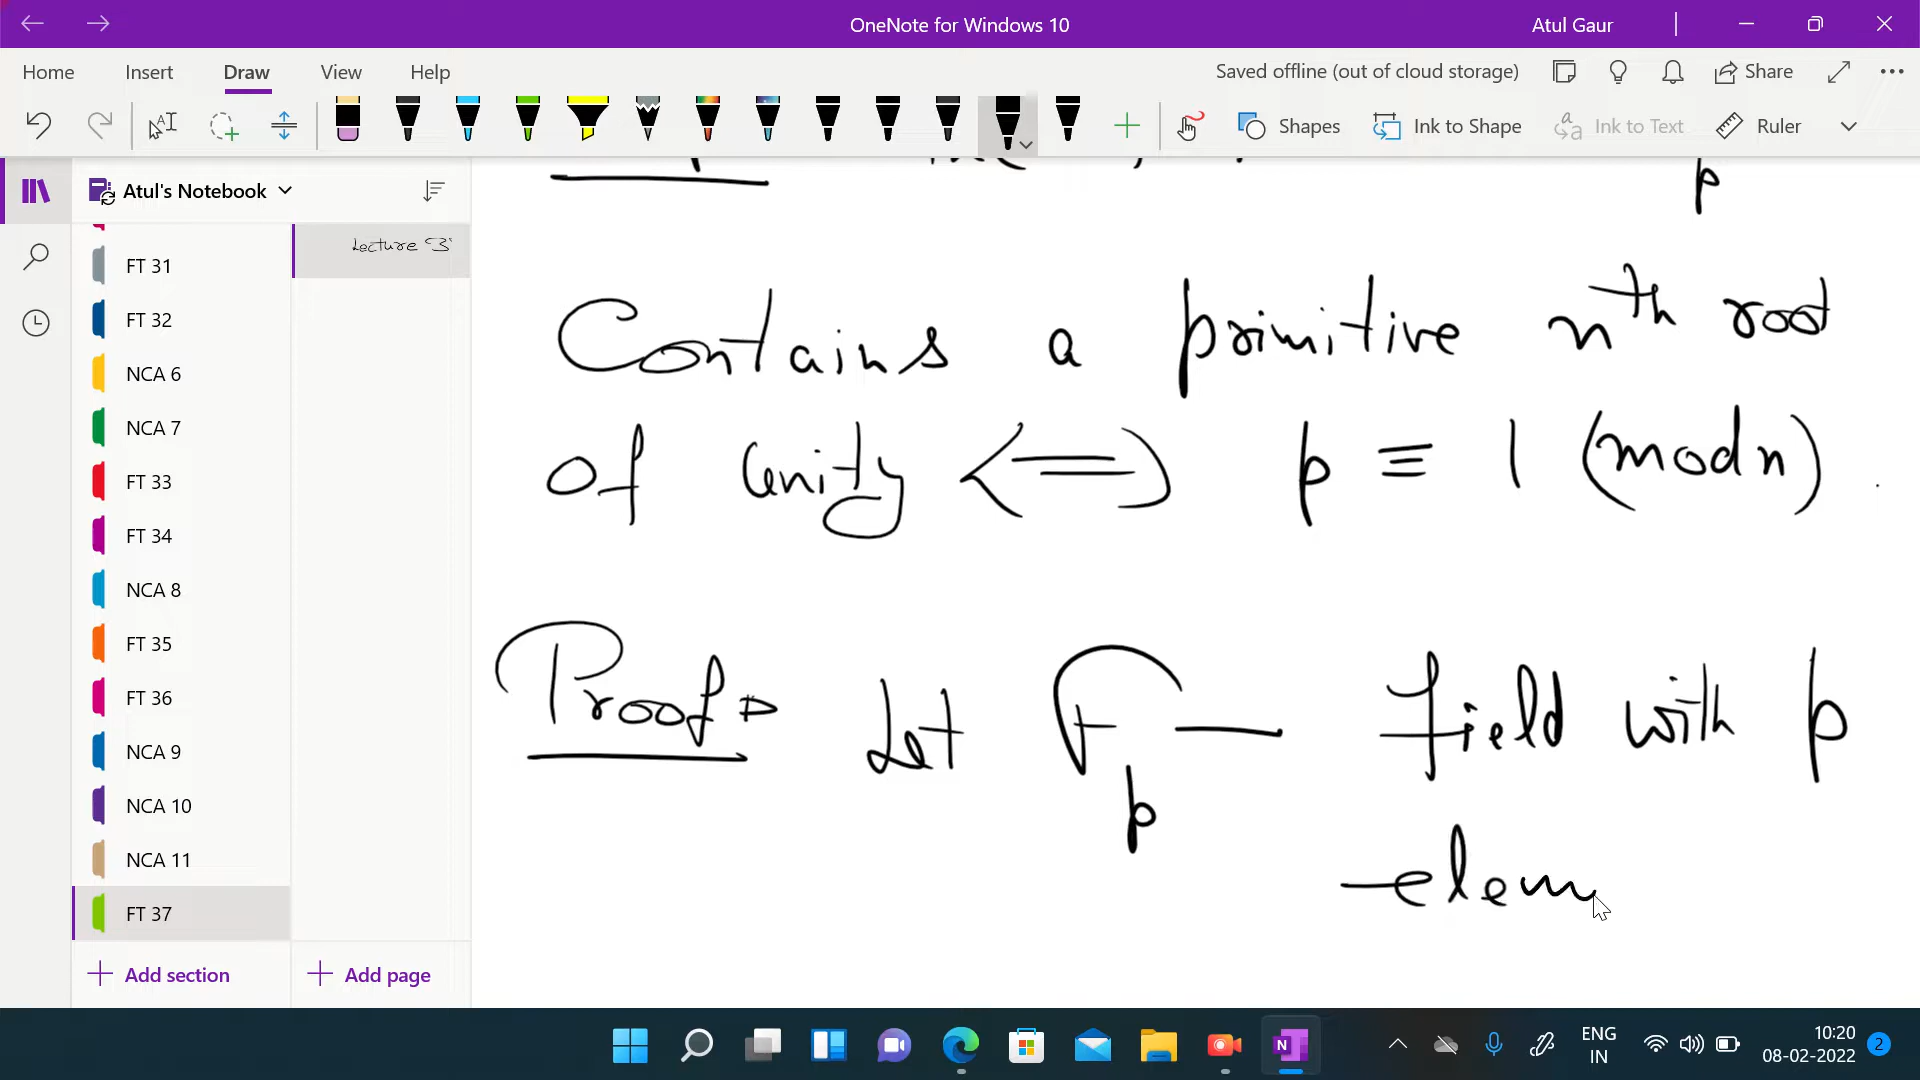 OneNote for Windows 10
Atul Gaur
Home Insert Draw View Help
Saved offline (out of cloud storage)
Share
Shapes
Ink to Shape
Ink to Text
Ruler
Atul's Notebook
FT 31
FT 32
NCA 6
NCA 7
FT 33
FT 34
NCA 8
FT 35
FT 36
NCA 9
NCA 10
NCA 11
FT 37
Add section
Lecture 3
Add page
p
Contains a primitive nth root
of unity <=> p ≡ 1 (mod n).
Proof Let F_p — field with p
elem
ENG
IN
10:20
08-02-2022
2